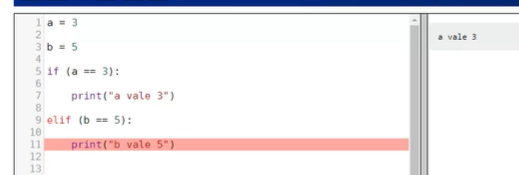 1 a = 3
2
3 b = 5
4
5 if (a == 3):
6
7     print("a vale 3")
8
9 elif (b == 5):
10
11     print("b vale 5")
12
13
a vale 3